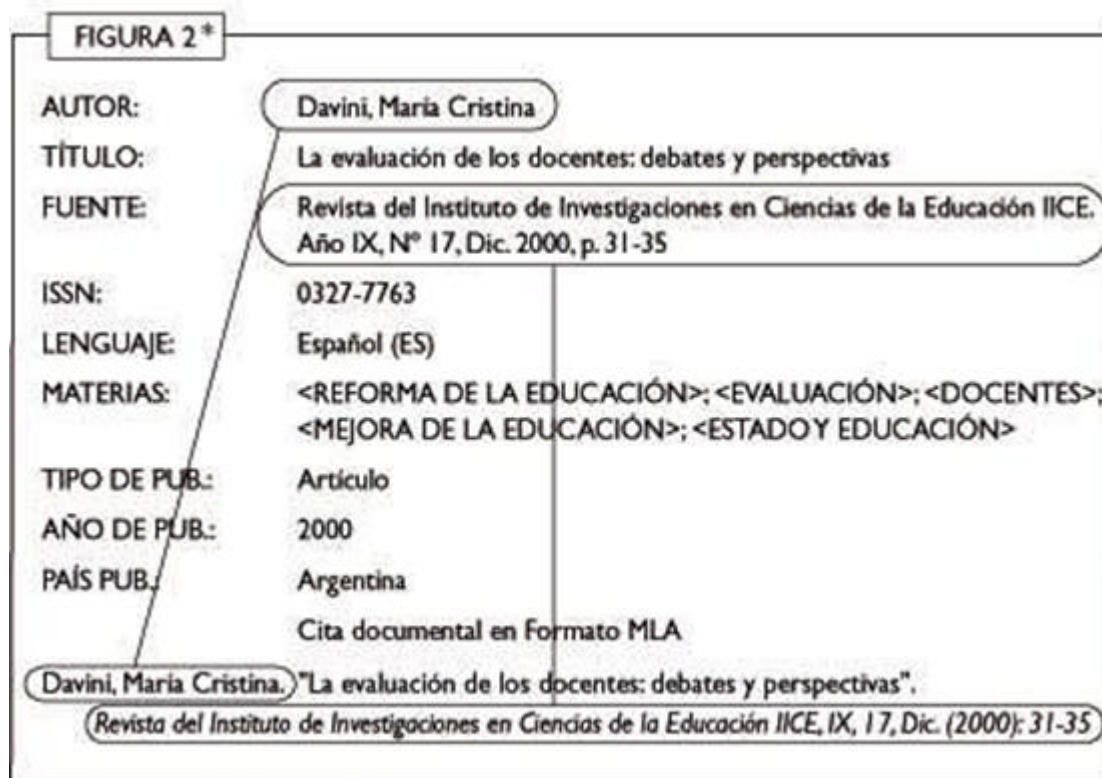 FIGURA 2*
AUTOR: Davini, María Cristina
TÍTULO: La evaluación de los docentes: debates y perspectivas
FUENTE: Revista del Instituto de Investigaciones en Ciencias de la Educación IICE.
Año IX, Nº 17, Dic. 2000, p. 31-35
ISSN: 0327-7763
LENGUAJE: Español (ES)
MATERIAS: <REFORMA DE LA EDUCACIÓN>; <EVALUACIÓN>; <DOCENTES>;
<MEJORA DE LA EDUCACIÓN>; <ESTADO Y EDUCACIÓN>
TIPO DE PUB.: Artículo
AÑO DE PUB.: 2000
PAÍS PUB.: Argentina
Cita documental en Formato MLA
Davini, María Cristina. "La evaluación de los docentes: debates y perspectivas".
Revista del Instituto de Investigaciones en Ciencias de la Educación IICE, IX, 17, Dic. (2000): 31-35